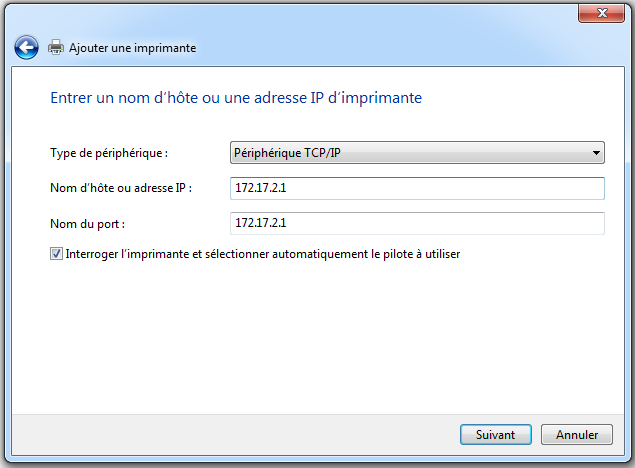 Ajouter une imprimante
Entrer un nom d'hôte ou une adresse IP d'imprimante
Type de périphérique : Périphérique TCP/IP
Nom d'hôte ou adresse IP : 172.17.2.1
Nom du port : 172.17.2.1
Interroger l'imprimante et sélectionner automatiquement le pilote à utiliser
Suivant Annuler